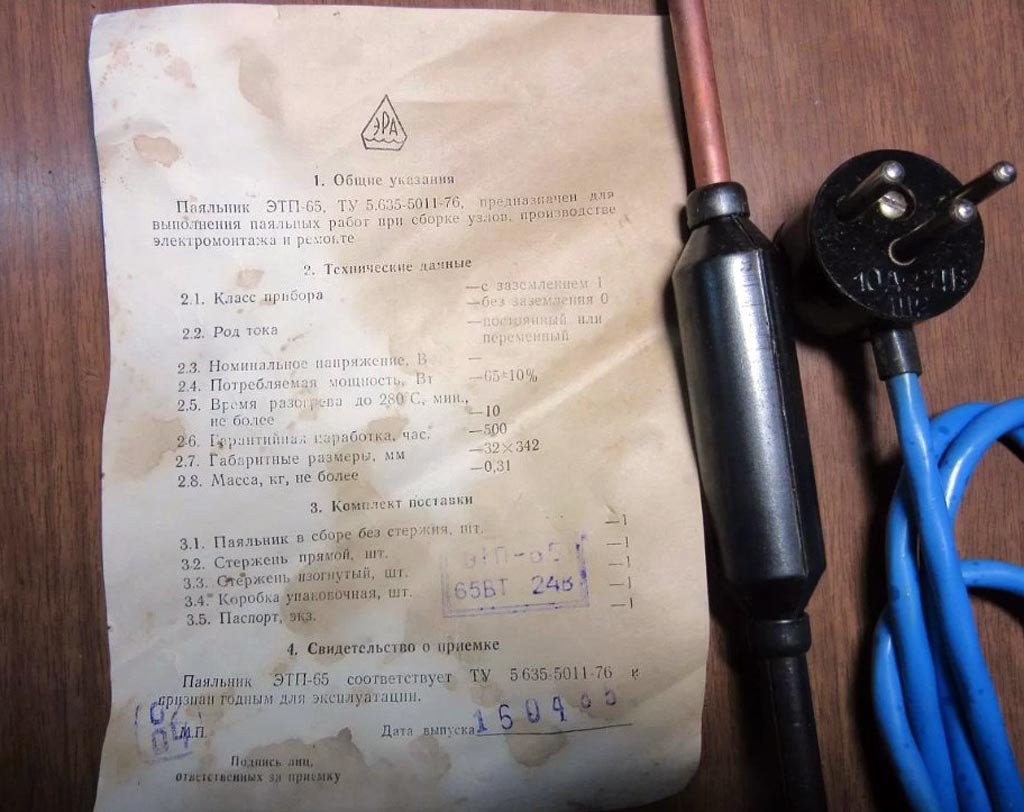 ЭРА
1. Общие указания
Паяльник ЭТП-65, ТУ 5.635-5011-76, предназначен для
выполнения паяльных работ при сборке узлов, производстве
электромонтажа и ремонте
2. Технические данные
2.1. Класс прибора —с заземлением 1
—без заземления 0
2.2. Род тока —постоянный или
переменный
2.3. Номинальное напряжение, В —
2.4. Потребляемая мощность, Вт —65±10%
2.5. Время разогрева до 280°С, мин.,
не более —10
2.6. Гарантийная наработка, час. —500
2.7. Габаритные размеры, мм —32×342
2.8. Масса, кг, не более —0,31
3. Комплект поставки
3.1. Паяльник в сборе без стержня, шт. —1
3.2. Стержень прямой, шт. —1
3.3. Стержень изогнутый, шт. —1
3.4. Коробка упаковочная, шт. —1
3.5. Паспорт, экз. —1
ЭТП-65
65ВТ 24В
4. Свидетельство о приемке
Паяльник ЭТП-65 соответствует ТУ 5 635-5011-76 и
признан годным для эксплуатации.
М.П. Дата выпуска
Подпись лиц,
ответственных за приемку
10А